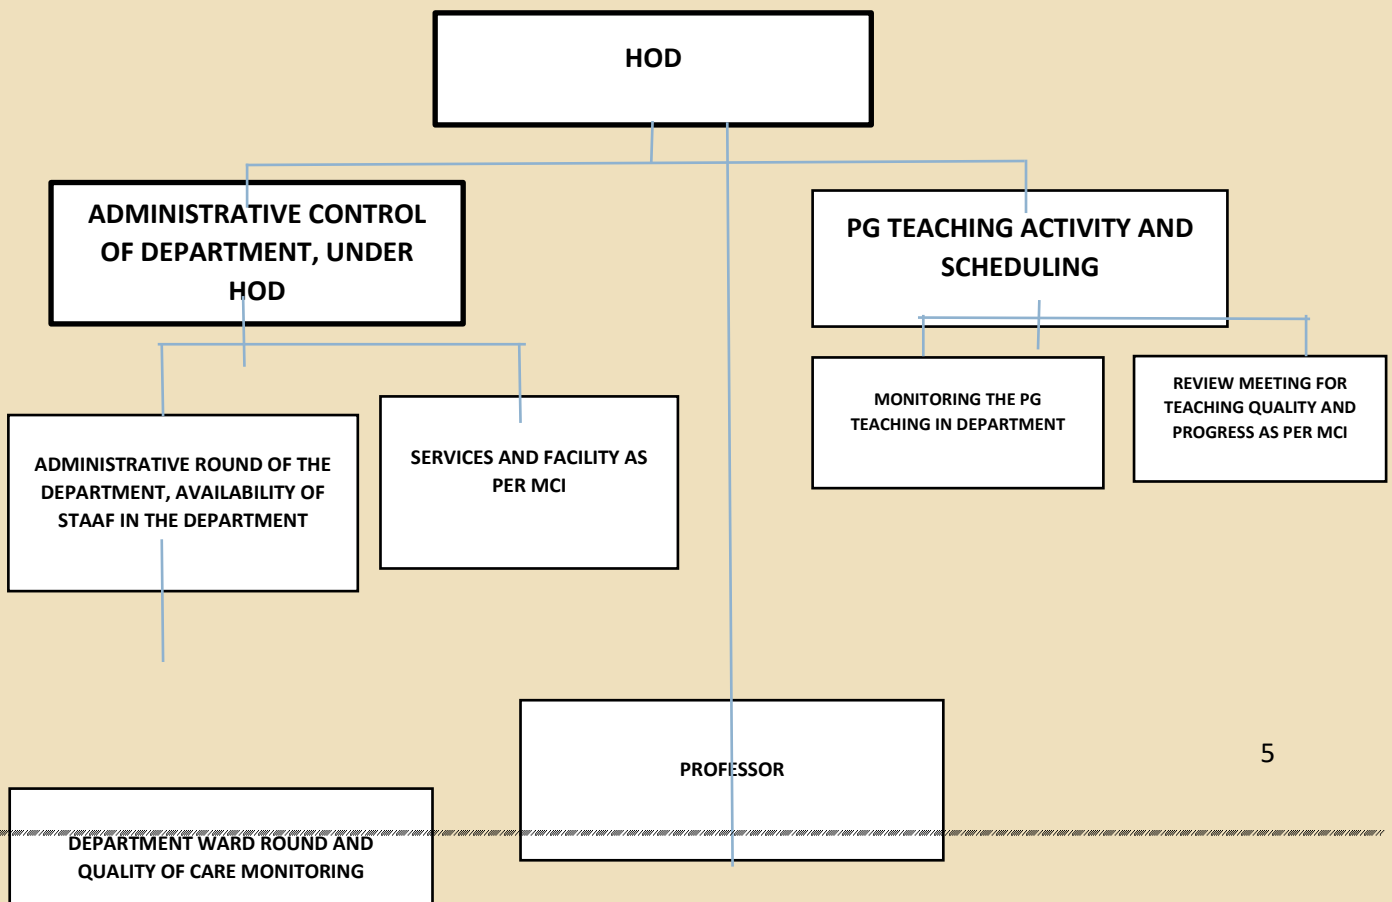 HOD
ADMINISTRATIVE CONTROL
OF DEPARTMENT, UNDER
HOD
PG TEACHING ACTIVITY AND
SCHEDULING
ADMINISTRATIVE ROUND OF THE
DEPARTMENT, AVAILABILITY OF
STAAF IN THE DEPARTMENT
SERVICES AND FACILITY AS
PER MCI
MONITORING THE PG
TEACHING IN DEPARTMENT
REVIEW MEETING FOR
TEACHING QUALITY AND
PROGRESS AS PER MCI
PROFESSOR
5
DEPARTMENT WARD ROUND AND
QUALITY OF CARE MONITORING